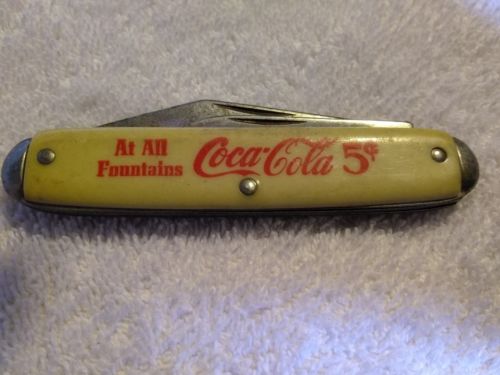 At All
Fountains
Coca-Cola 5¢